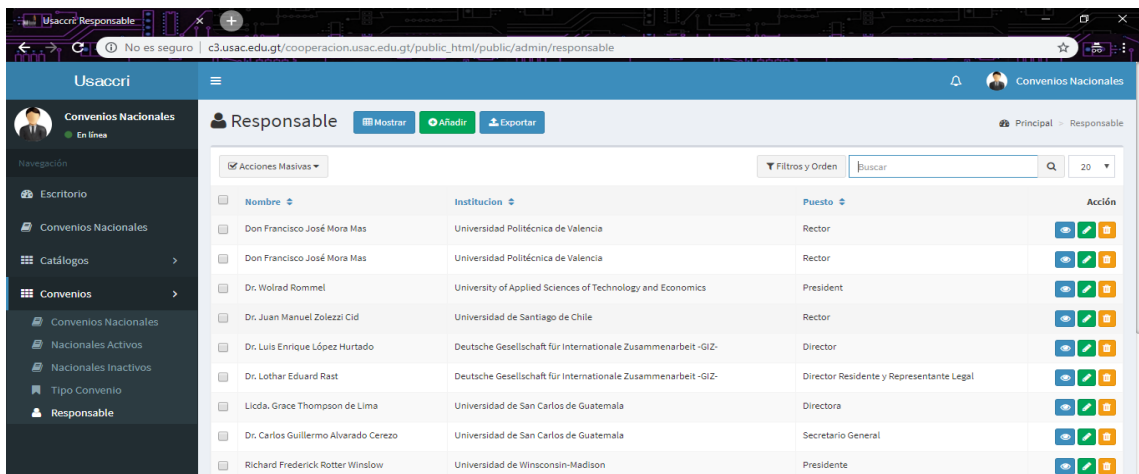 Usaccri: Responsable
No es seguro | c3.usac.edu.gt/cooperacion.usac.edu.gt/public_html/public/admin/responsable
Usaccri
Convenios Nacionales
Convenios Nacionales
En línea
Responsable Mostrar Añadir Exportar
Principal > Responsable
Navegación
Escritorio
Convenios Nacionales
Catálogos
Convenios
Convenios Nacionales
Nacionales Activos
Nacionales Inactivos
Tipo Convenio
Responsable
Acciones Masivas Filtros y Orden Buscar 20
Nombre Institucion Puesto Acción
Don Francisco José Mora Mas Universidad Politécnica de Valencia Rector
Don Francisco José Mora Mas Universidad Politécnica de Valencia Rector
Dr. Wolrad Rommel University of Applied Sciences of Technology and Economics President
Dr. Juan Manuel Zolezzi Cid Universidad de Santiago de Chile Rector
Dr. Luis Enrique López Hurtado Deutsche Gesellschaft für Internationale Zusammenarbeit -GIZ- Director
Dr. Lothar Eduard Rast Deutsche Gesellschaft für Internationale Zusammenarbeit -GIZ- Director Residente y Representante Legal
Licda. Grace Thompson de Lima Universidad de San Carlos de Guatemala Directora
Dr. Carlos Guillermo Alvarado Cerezo Universidad de San Carlos de Guatemala Secretario General
Richard Frederick Rotter Winslow Universidad de Winsconsin-Madison Presidente